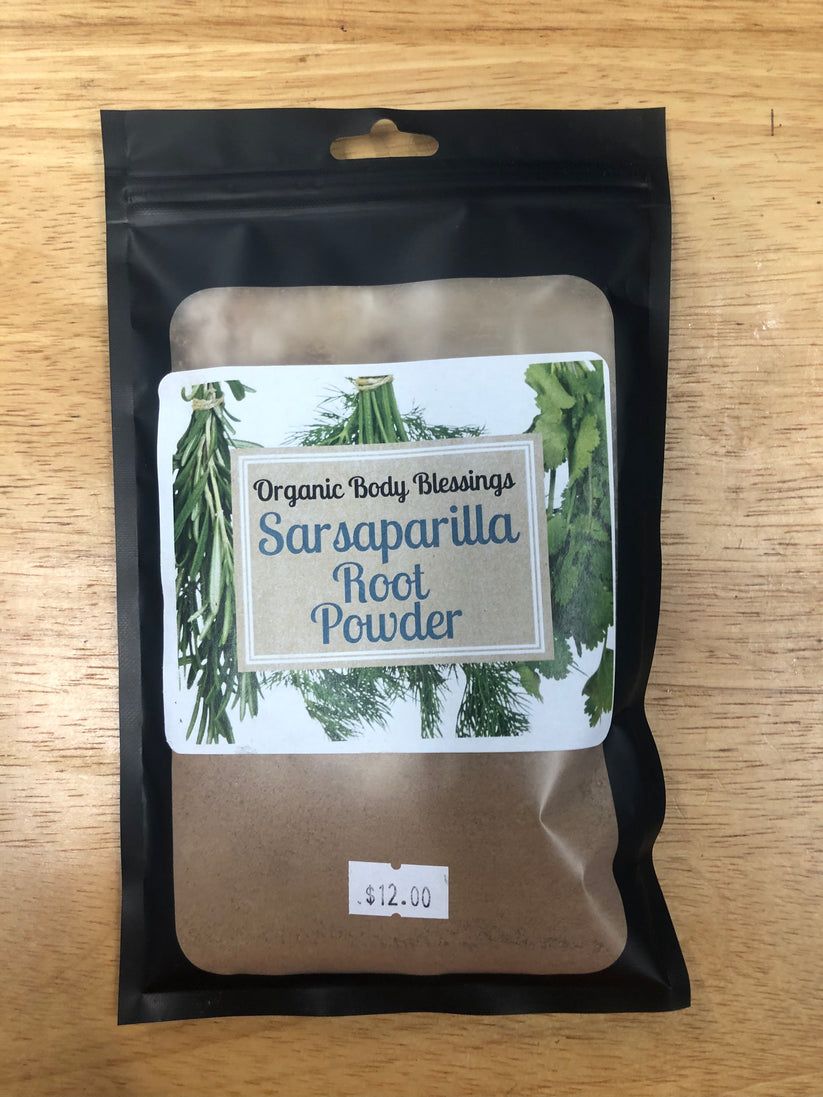 Organic Body Blessings
Sarsaparilla
Root
Powder
$12.00